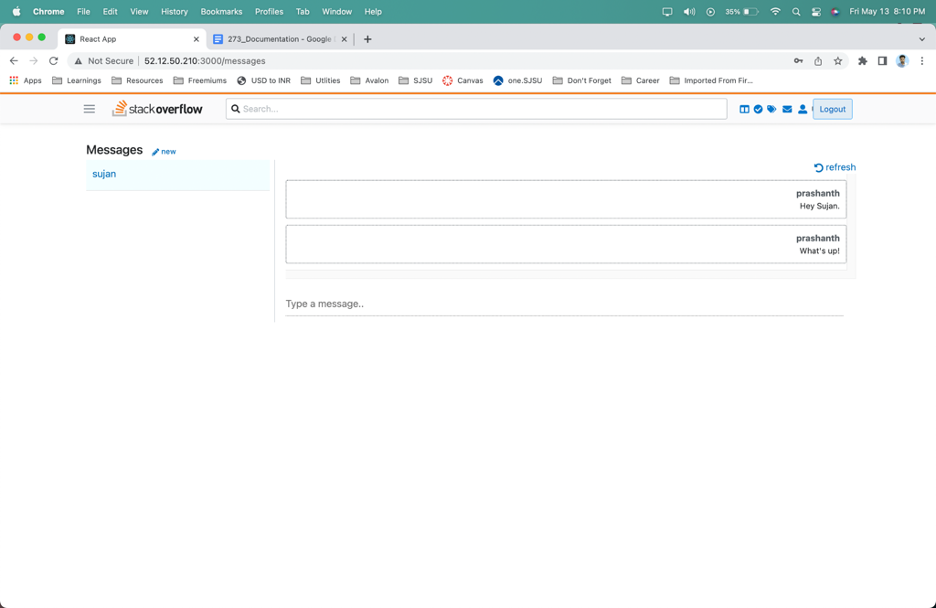 Chrome File Edit View History Bookmarks Profiles Tab Window Help 35% Fri May 13 8:10 PM
React App 273_Documentation - Google
Not Secure 52.12.50.210:3000/messages
Apps Learnings Resources Freemiums USD to INR Utlities Avalon SJSU Canvas one.SJSU Don't Forget Career Imported From Fir...
stackoverflow Search... Logout
Messages new
sujan
refresh
prashanth
Hey Sujan.
prashanth
What's up!
Type a message..